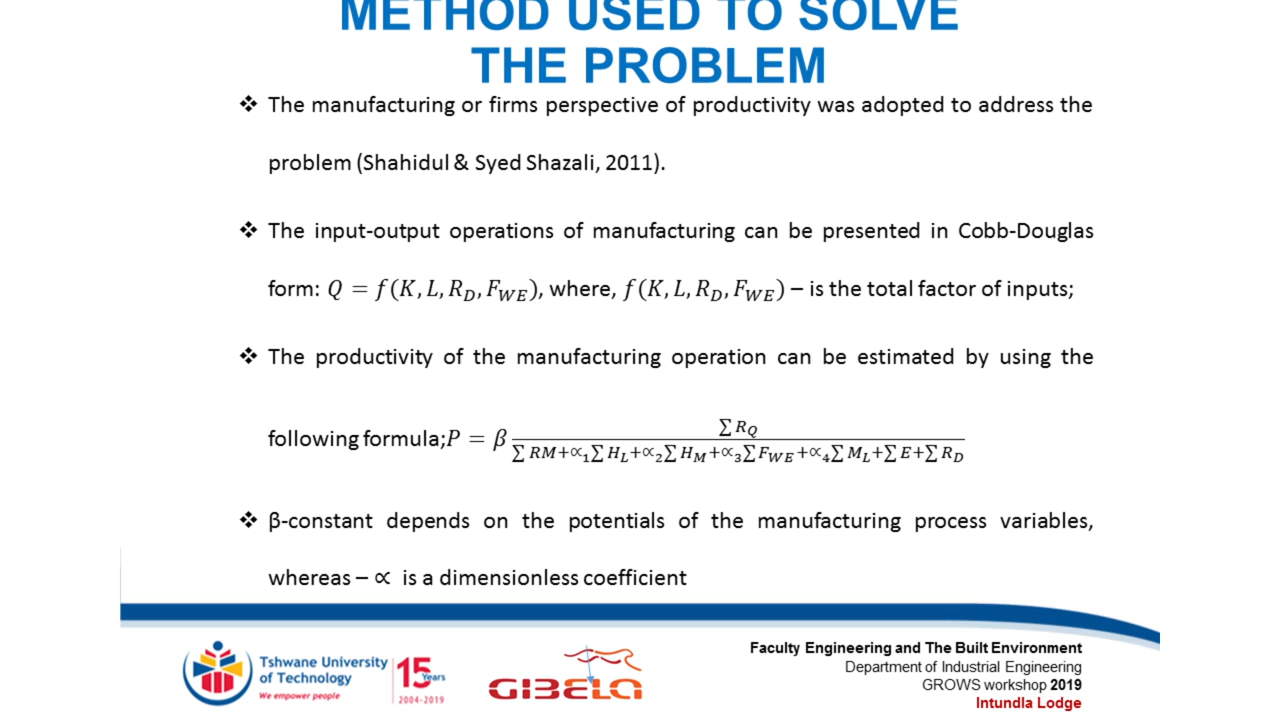 METHOD USED TO SOLVE
THE PROBLEM
❖ The manufacturing or firms perspective of productivity was adopted to address the
problem (Shahidul & Syed Shazali, 2011).
❖ The input-output operations of manufacturing can be presented in Cobb-Douglas
form: Q = f(K, L, R_D, F_WE), where, f(K, L, R_D, F_WE) – is the total factor of inputs;
❖ The productivity of the manufacturing operation can be estimated by using the
following formula; P = β ∑R_Q / (∑RM+∝₁∑H_L+∝₂∑H_M+∝₃∑F_WE+∝₄∑M_L+∑E+∑R_D)
❖ β-constant depends on the potentials of the manufacturing process variables,
whereas – ∝ is a dimensionless coefficient
Tshwane University
of Technology
We empower people
15 Years
2004-2019
GIBELA
Faculty Engineering and The Built Environment
Department of Industrial Engineering
GROWS workshop 2019
Intundla Lodge